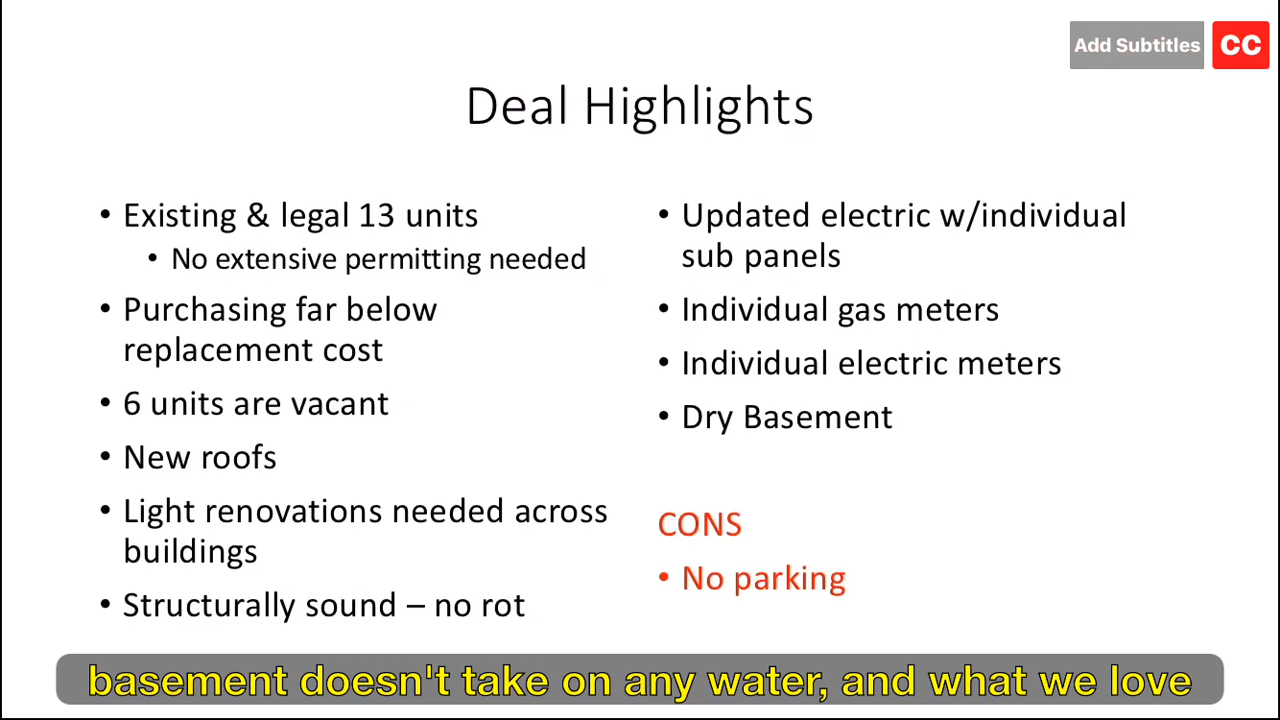 Add Subtitles CC
Deal Highlights
• Existing & legal 13 units
• No extensive permitting needed
• Purchasing far below
replacement cost
• 6 units are vacant
• New roofs
• Light renovations needed across
buildings
• Structurally sound – no rot
• Updated electric w/individual
sub panels
• Individual gas meters
• Individual electric meters
• Dry Basement
CONS
• No parking
basement doesn't take on any water, and what we love